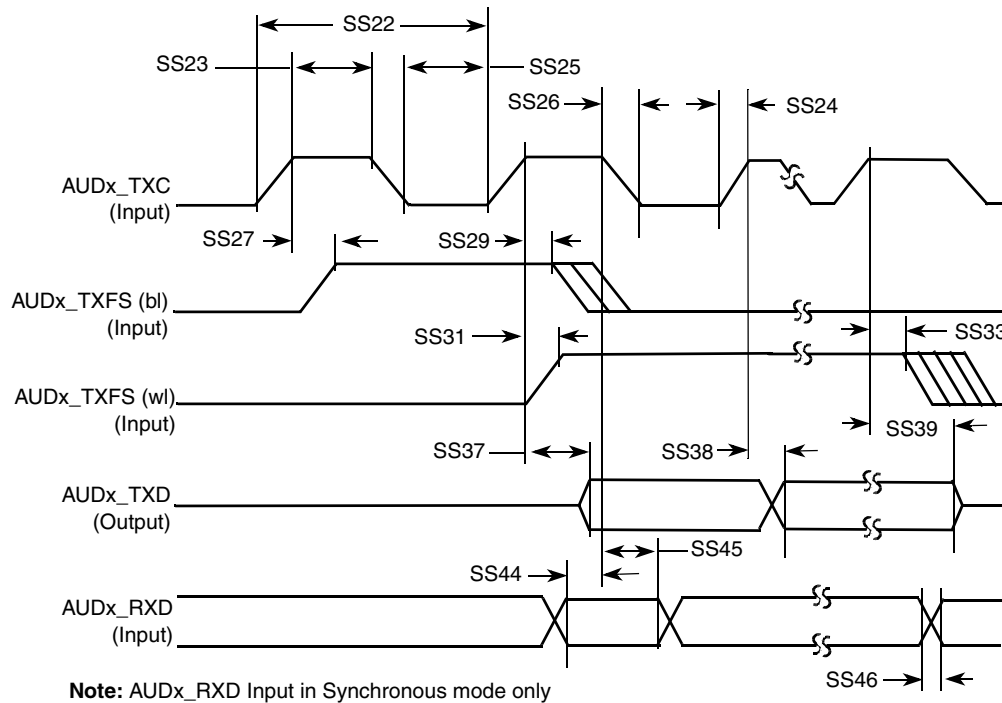 SS22
SS23
SS25
SS26
SS24
AUDx_TXC
(Input)
SS27
SS29
AUDx_TXFS (bl)
(Input)
SS31
SS33
AUDx_TXFS (wl)
(Input)
SS39
SS37
SS38
AUDx_TXD
(Output)
SS45
SS44
AUDx_RXD
(Input)
SS46
Note: AUDx_RXD Input in Synchronous mode only